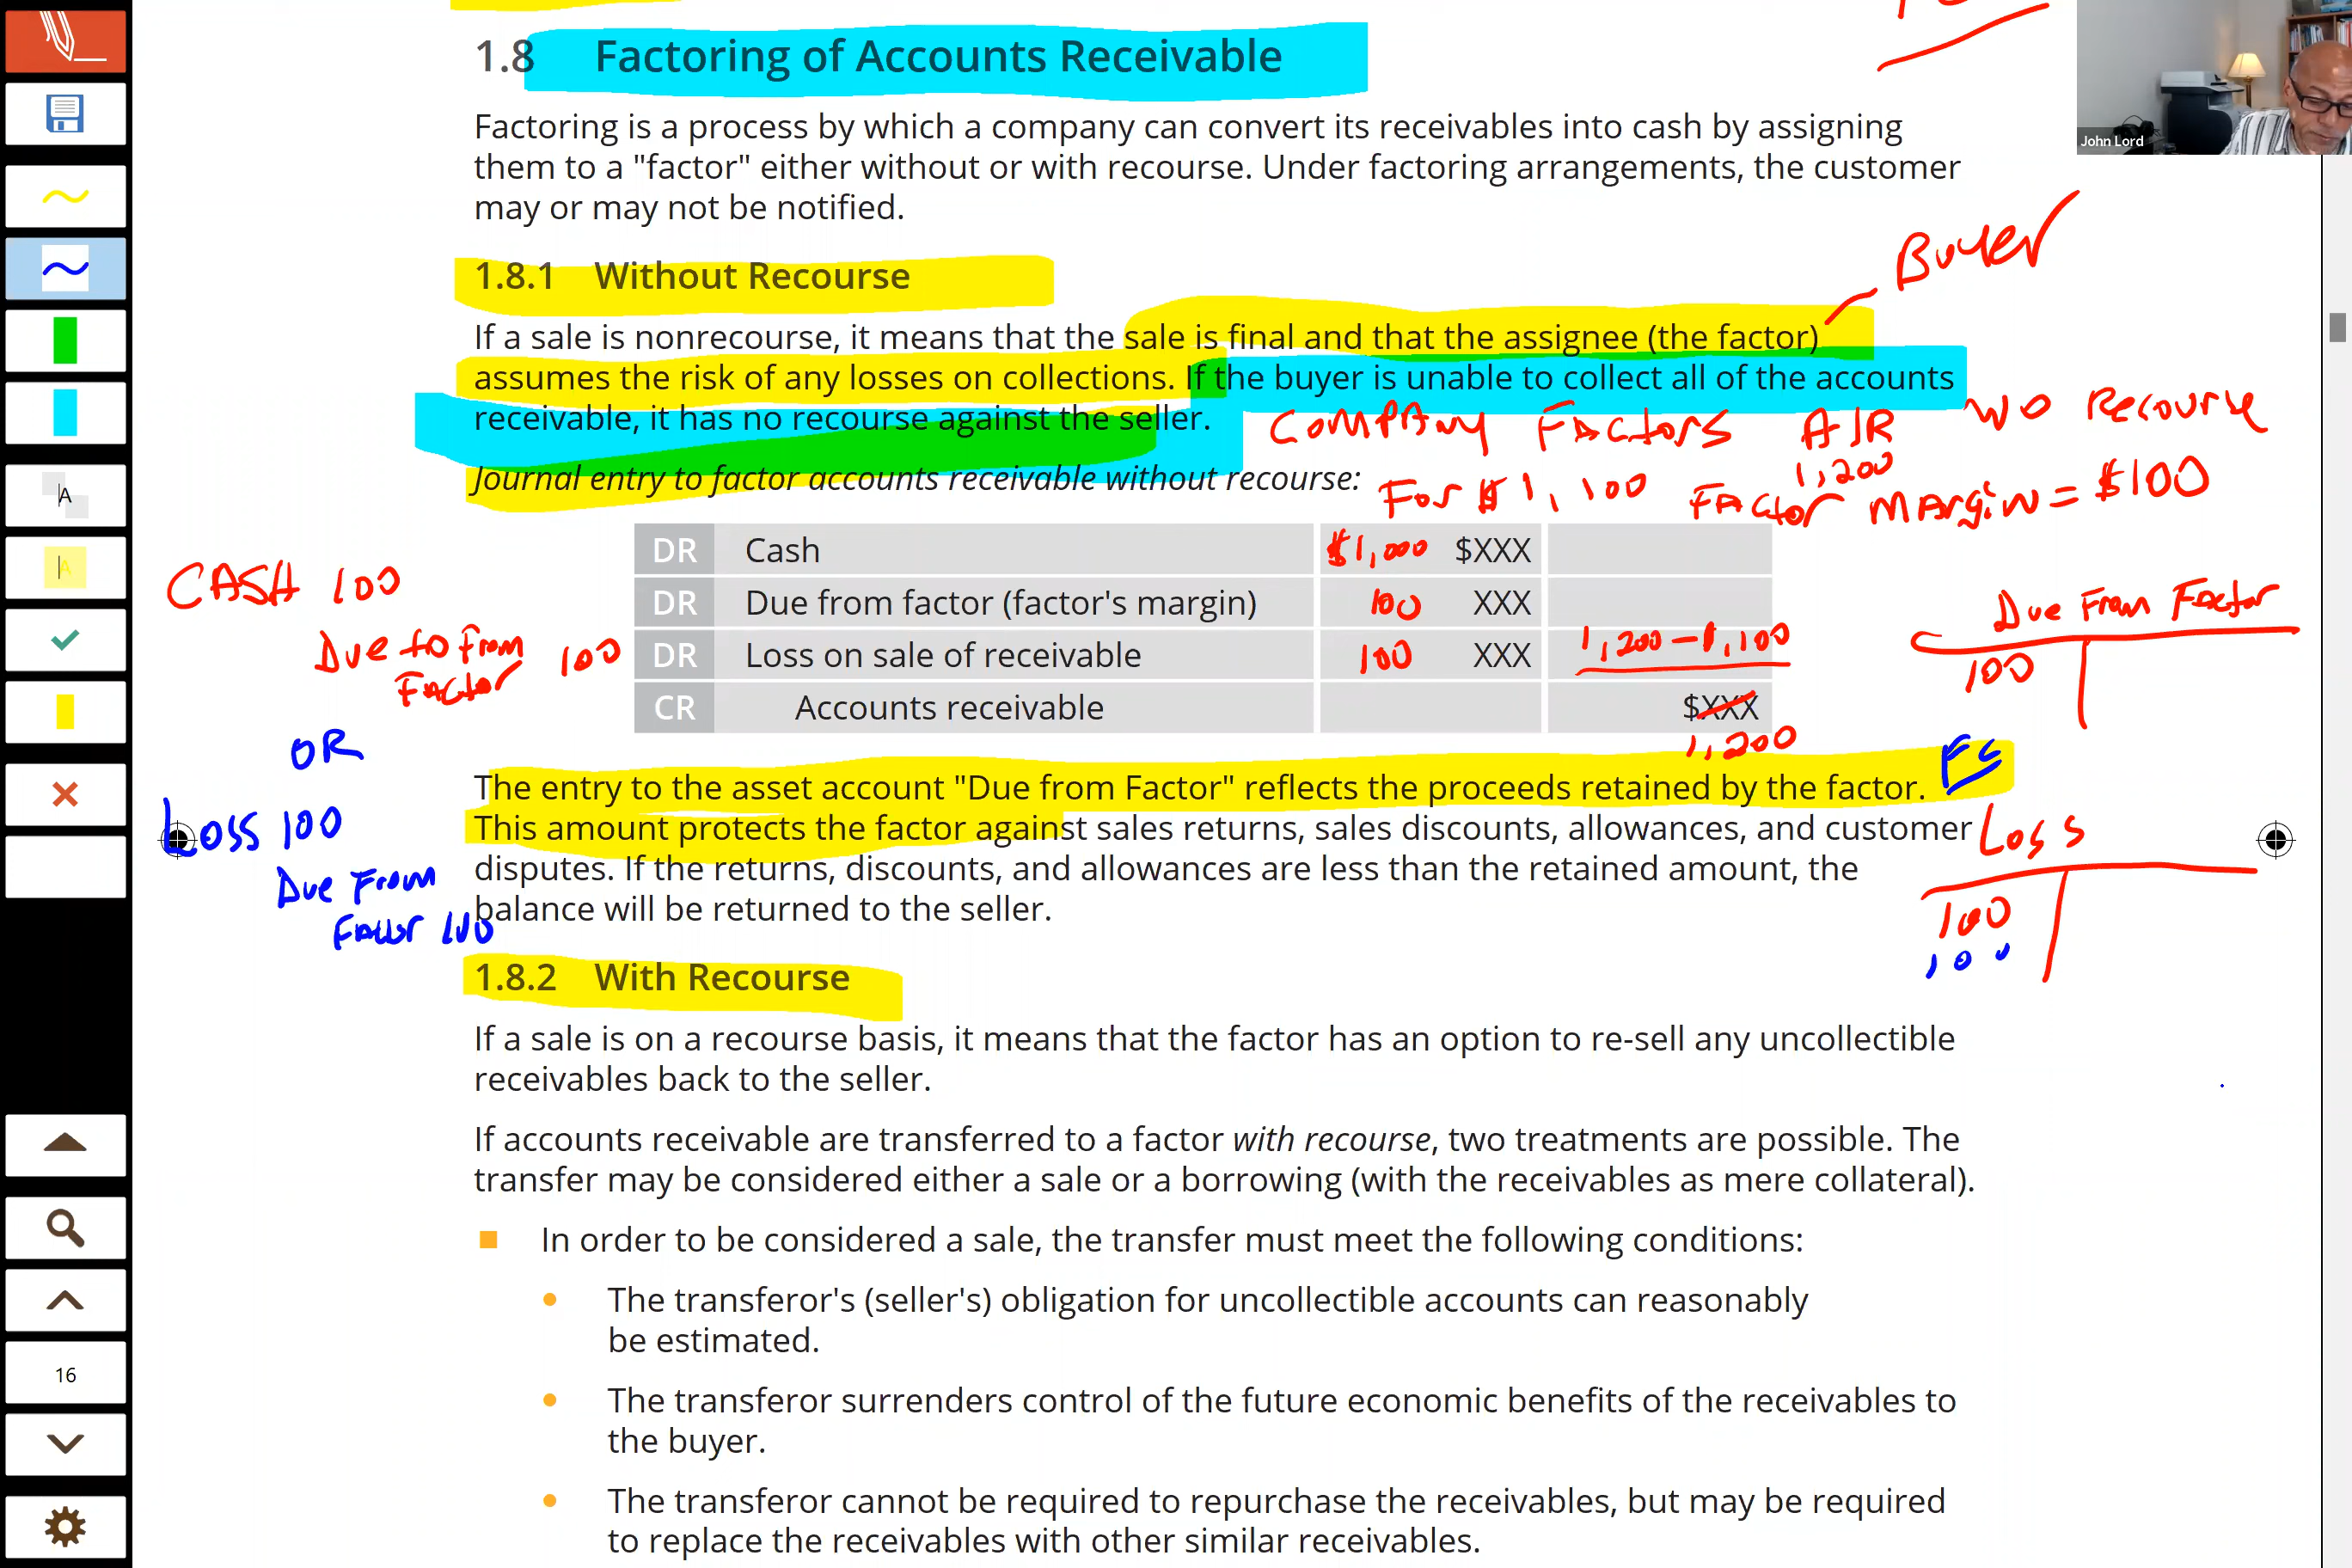 1.8 Factoring of Accounts Receivable
John Lord
Factoring is a process by which a company can convert its receivables into cash by assigning
them to a "factor" either without or with recourse. Under factoring arrangements, the customer
may or may not be notified.
Buyer
1.8.1 Without Recourse
If a sale is nonrecourse, it means that the sale is final and that the assignee (the factor)
assumes the risk of any losses on collections. If the buyer is unable to collect all of the accounts
receivable, it has no recourse against the seller.
Company Factors A/R WO Recourse
1,200
Journal entry to factor accounts receivable without recourse:
For $1,100 Factor Margin = $100
DR Cash $1,000 $XXX
DR Due from factor (factor's margin) 100 XXX
DR Loss on sale of receivable 100 XXX 1,200 - 1,100
CR Accounts receivable $XXX
1,200
CASH 100
Due to From
Factor 100
OR
Loss 100
Due From
Factor 100
Due From Factor
100
FS
The entry to the asset account "Due from Factor" reflects the proceeds retained by the factor.
This amount protects the factor against sales returns, sales discounts, allowances, and customer
disputes. If the returns, discounts, and allowances are less than the retained amount, the
balance will be returned to the seller.
Loss
100
100
1.8.2 With Recourse
If a sale is on a recourse basis, it means that the factor has an option to re-sell any uncollectible
receivables back to the seller.
If accounts receivable are transferred to a factor with recourse, two treatments are possible. The
transfer may be considered either a sale or a borrowing (with the receivables as mere collateral).
In order to be considered a sale, the transfer must meet the following conditions:
The transferor's (seller's) obligation for uncollectible accounts can reasonably
be estimated.
The transferor surrenders control of the future economic benefits of the receivables to
the buyer.
The transferor cannot be required to repurchase the receivables, but may be required
to replace the receivables with other similar receivables.
A
A
16